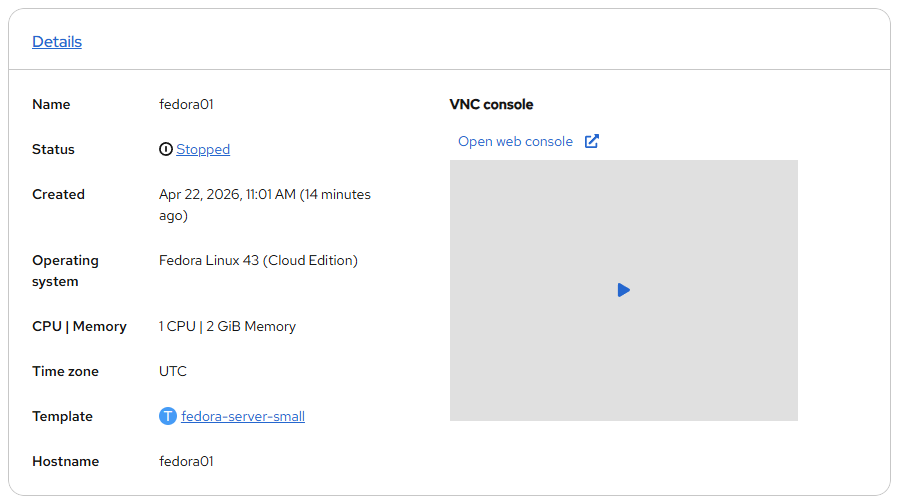 Details
Name fedora01
Status Stopped
Created Apr 22, 2026, 11:01 AM (14 minutes
ago)
Operating
system Fedora Linux 43 (Cloud Edition)
CPU | Memory 1 CPU | 2 GiB Memory
Time zone UTC
Template T fedora-server-small
Hostname fedora01
VNC console
Open web console